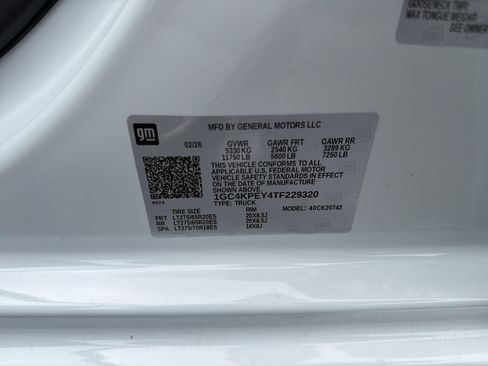 GOOSENECK TWR:
MAX TONGUE WEIGHT:
SEE OWNER
gm
MFD BY GENERAL MOTORS LLC
02/26
GVWR GAWR FRT GAWR RR
5330 KG 2540 KG 3289 KG
11750 LB 5600 LB 7250 LB
THIS VEHICLE CONFORMS TO ALL
APPLICABLE U.S. FEDERAL MOTOR
VEHICLE SAFETY STANDARDS IN EFFECT
ON THE DATE OF MANUFACTURE
SHOWN ABOVE.
1GC4KPEY4TF229320
TYPE: TRUCK MODEL: 40CK20743
TIRE SIZE RIM
FRT LT275/65R20ES 20X8.5J
RR LT275/65R20ES 20X8.5J
SPA LT275/70R18ES 18X8J